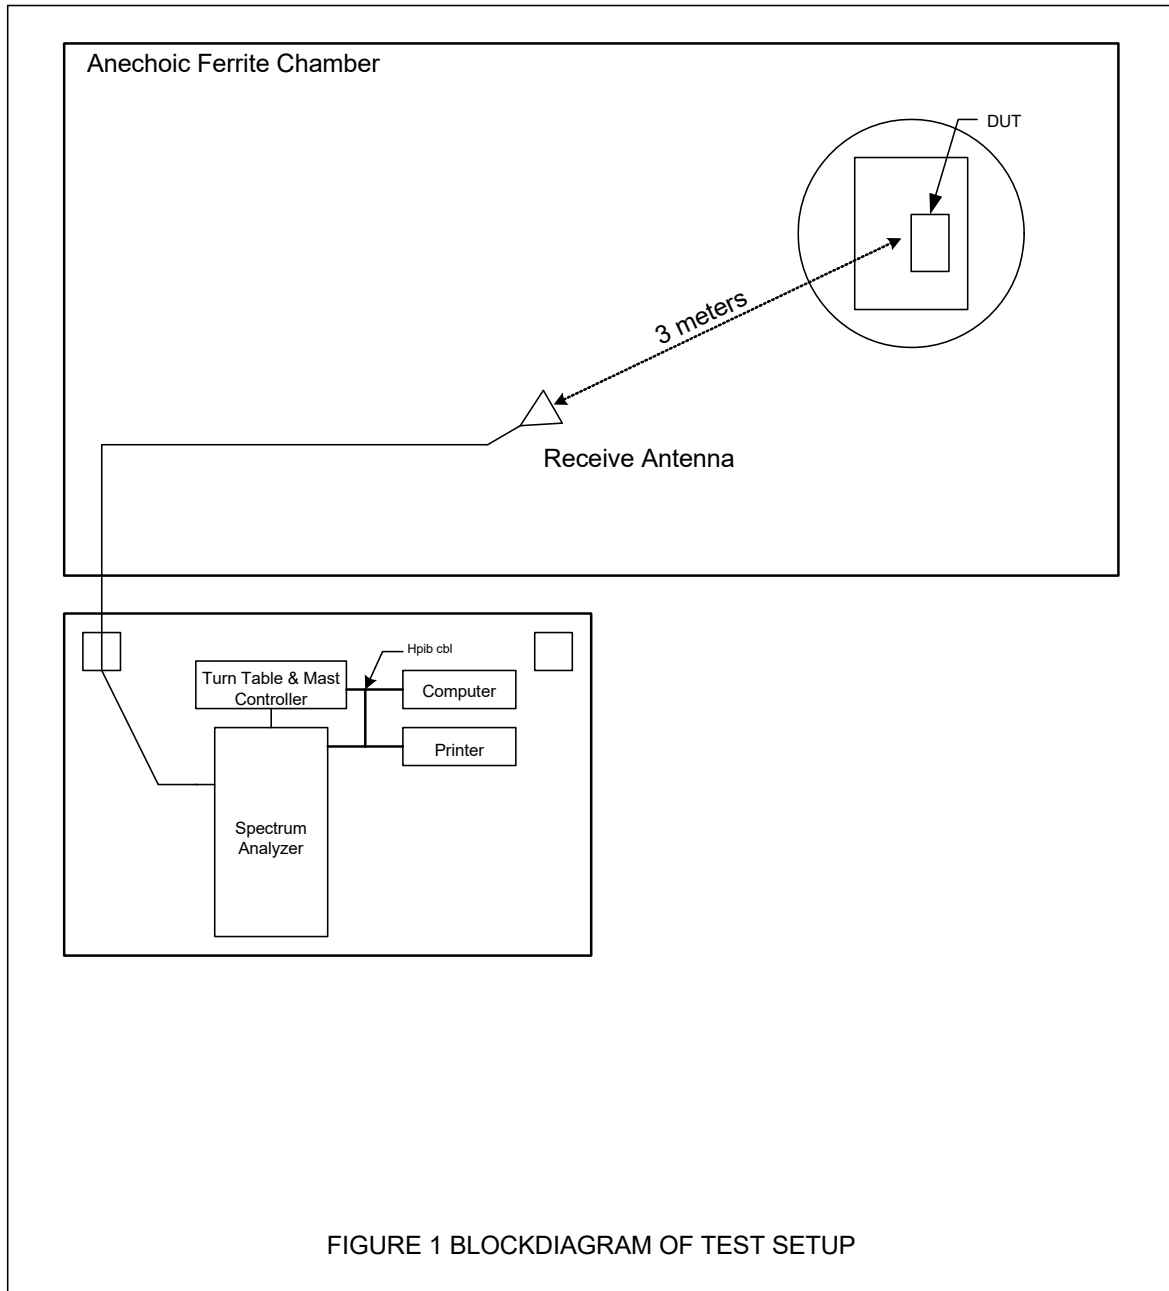 Anechoic Ferrite Chamber
DUT
3 meters
Receive Antenna
Hpib cbl
Turn Table & Mast
Controller
Computer
Printer
Spectrum
Analyzer
FIGURE 1 BLOCKDIAGRAM OF TEST SETUP